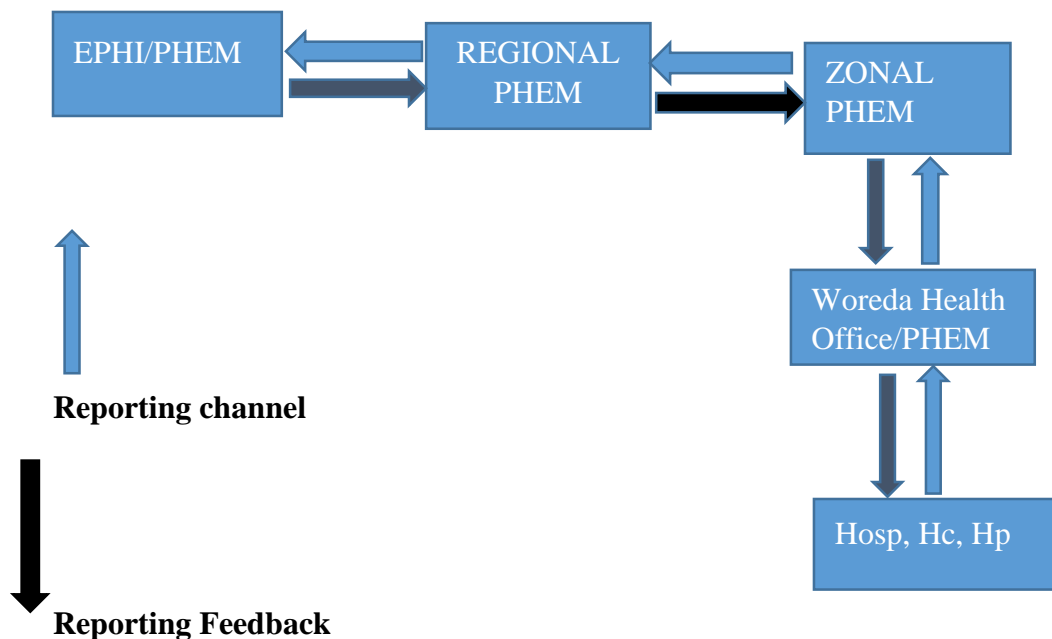 EPHI/PHEM
REGIONAL
PHEM
ZONAL
PHEM
Woreda Health
Office/PHEM
Reporting channel
Hosp, Hc, Hp
Reporting Feedback